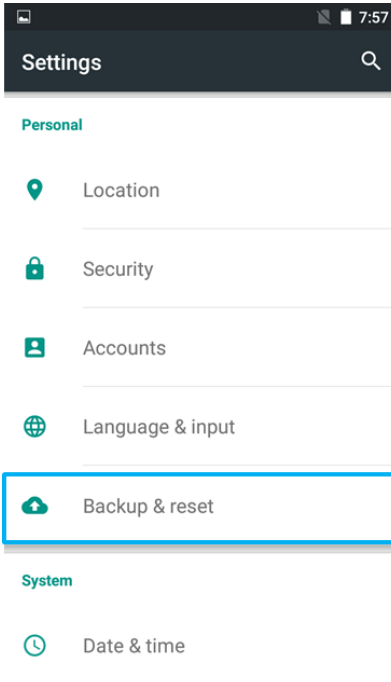 7:57
Settings
Personal
Location
Security
Accounts
Language & input
Backup & reset
System
Date & time